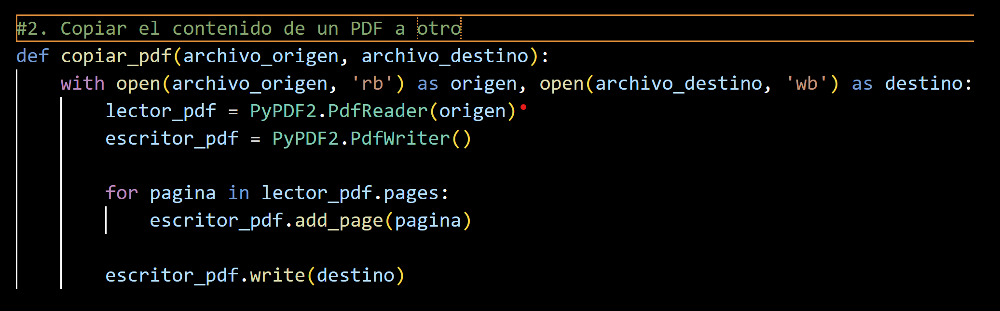 #2. Copiar el contenido de un PDF a otro
def copiar_pdf(archivo_origen, archivo_destino):
    with open(archivo_origen, 'rb') as origen, open(archivo_destino, 'wb') as destino:
        lector_pdf = PyPDF2.PdfReader(origen)
        escritor_pdf = PyPDF2.PdfWriter()

        for pagina in lector_pdf.pages:
            escritor_pdf.add_page(pagina)

        escritor_pdf.write(destino)